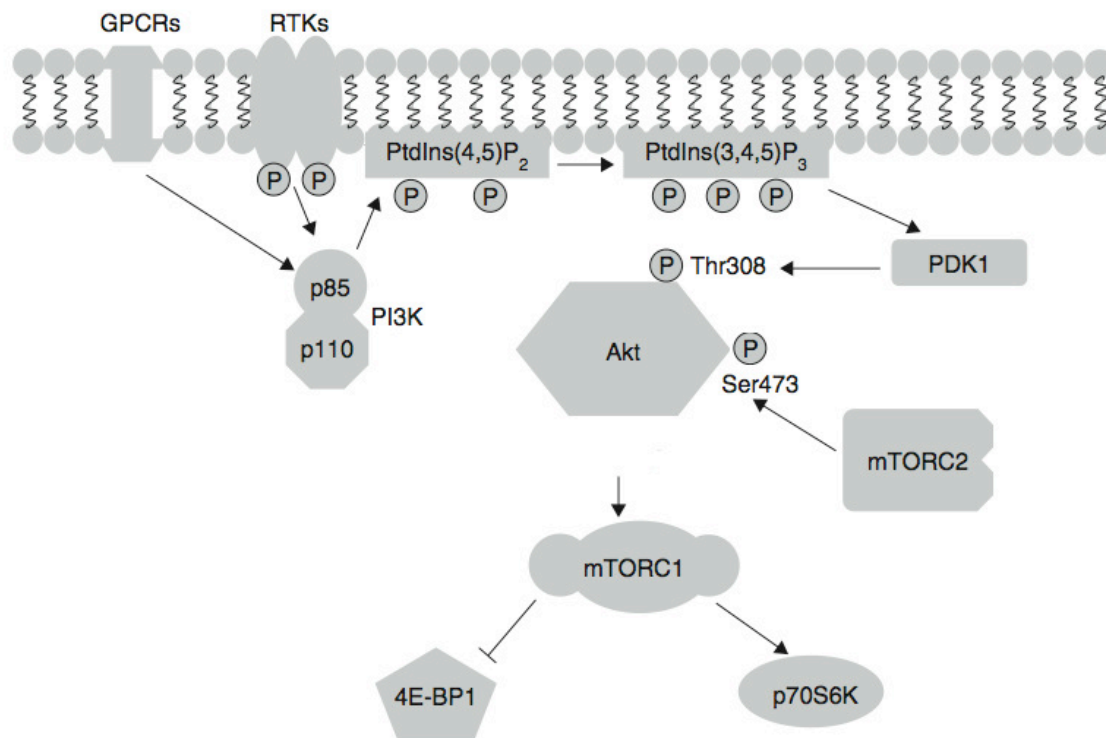 GPCRs
RTKs
PtdIns(4,5)P2
PtdIns(3,4,5)P3
P P
P P
P P P
p85
PI3K
p110
PDK1
P Thr308
Akt
P
Ser473
mTORC2
mTORC1
4E-BP1
p70S6K